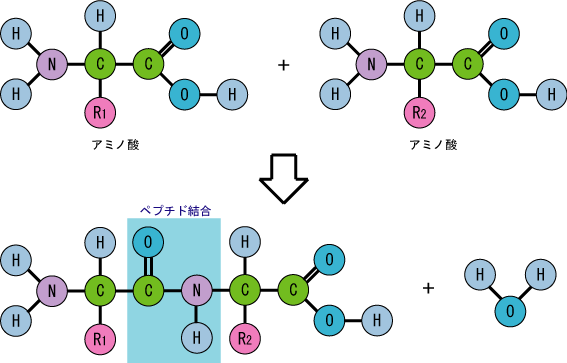 H H
H O H O
N C C + N C C
H O H H O H
R1 R2
アミノ酸 アミノ酸
ペプチド結合
H O H
H O
H H
N C C N C C +
O
H O H
R1 H R2